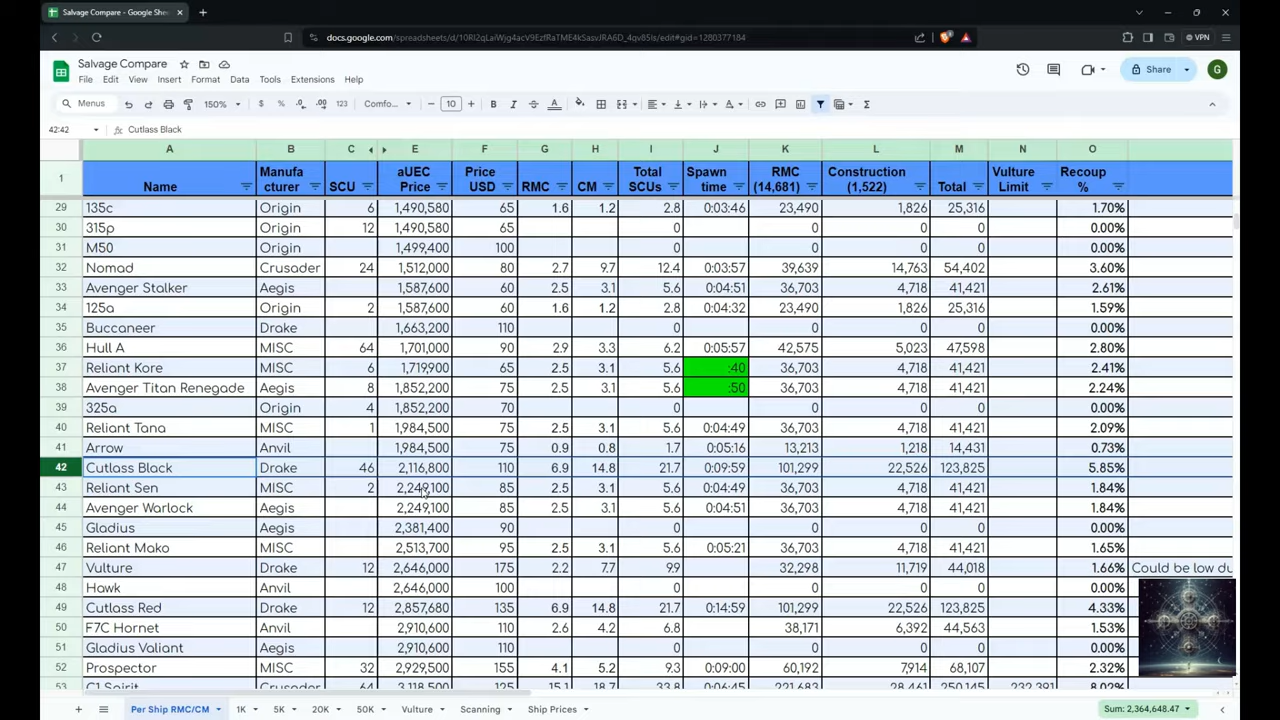 Salvage Compare - Google She
docs.google.com/spreadsheets/d/10Rl2qLaiWjg4acV9EzfRaTME4kSasvJRA6D_4qv85Is/edit#gid=1280377184
VPN
Salvage Compare
File Edit View Insert Format Data Tools Extensions Help
Share G
Menus 150% $ % .0 .00 123 Comfo... 10 B I A
42:42 fx Cutlass Black
A B C E F G H I J K L M N O
1 Name Manufa cturer SCU aUEC Price Price USD RMC CM Total SCUs Spawn time RMC (14,681) Construction (1,522) Total Vulture Limit Recoup %
29 135c Origin 6 1,490,580 65 1.6 1.2 2.8 0:03:46 23,490 1,826 25,316 1.70%
30 315p Origin 12 1,490,580 65 0 0 0 0 0.00%
31 M50 Origin 1,499,400 100 0 0 0 0 0.00%
32 Nomad Crusader 24 1,512,000 80 2.7 9.7 12.4 0:03:57 39,639 14,763 54,402 3.60%
33 Avenger Stalker Aegis 1,587,600 60 2.5 3.1 5.6 0:04:51 36,703 4,718 41,421 2.61%
34 125a Origin 2 1,587,600 60 1.6 1.2 2.8 0:04:32 23,490 1,826 25,316 1.59%
35 Buccaneer Drake 1,663,200 110 0 0 0 0 0.00%
36 Hull A MISC 64 1,701,000 90 2.9 3.3 6.2 0:05:57 42,575 5,023 47,598 2.80%
37 Reliant Kore MISC 6 1,719,900 65 2.5 3.1 5.6 :40 36,703 4,718 41,421 2.41%
38 Avenger Titan Renegade Aegis 8 1,852,200 75 2.5 3.1 5.6 :50 36,703 4,718 41,421 2.24%
39 325a Origin 4 1,852,200 70 0 0 0 0 0.00%
40 Reliant Tana MISC 1 1,984,500 75 2.5 3.1 5.6 0:04:49 36,703 4,718 41,421 2.09%
41 Arrow Anvil 1,984,500 75 0.9 0.8 1.7 0:05:16 13,213 1,218 14,431 0.73%
42 Cutlass Black Drake 46 2,116,800 110 6.9 14.8 21.7 0:09:59 101,299 22,526 123,825 5.85%
43 Reliant Sen MISC 2 2,249,100 85 2.5 3.1 5.6 0:04:49 36,703 4,718 41,421 1.84%
44 Avenger Warlock Aegis 2,249,100 85 2.5 3.1 5.6 0:04:51 36,703 4,718 41,421 1.84%
45 Gladius Aegis 2,381,400 90 0 0 0 0 0.00%
46 Reliant Mako MISC 2,513,700 95 2.5 3.1 5.6 0:05:21 36,703 4,718 41,421 1.65%
47 Vulture Drake 12 2,646,000 175 2.2 7.7 9.9 32,298 11,719 44,018 1.66% Could be low du
48 Hawk Anvil 2,646,000 100 0 0 0 0 0.00%
49 Cutlass Red Drake 12 2,857,680 135 6.9 14.8 21.7 0:14:59 101,299 22,526 123,825 4.33%
50 F7C Hornet Anvil 2,910,600 110 2.6 4.2 6.8 38,171 6,392 44,563 1.53%
51 Gladius Valiant Aegis 2,910,600 110 0 0 0 0 0.00%
52 Prospector MISC 32 2,929,500 155 4.1 5.2 9.3 0:09:00 60,192 7,914 68,107 2.32%
53 C1 Spirit Crusader 64 3,118,500 125 15.1 18.7 33.8 0:06:45 221,683 28,461 250,145 232,391 8.02%
Per Ship RMC/CM 1K 5K 20K 50K Vulture Scanning Ship Prices Sum: 2,364,648.47